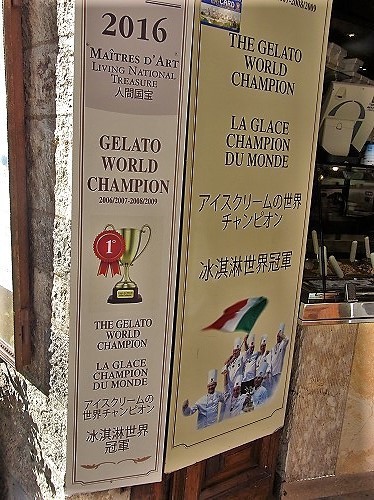 2016
MAÎTRES D'ART
LIVING NATIONAL
TREASURE
人間国宝
GELATO
WORLD
CHAMPION
2006/2007-2008/2009
1°
THE GELATO
WORLD
CHAMPION
LA GLACE
CHAMPION
DU MONDE
アイスクリームの
世界チャンピオン
冰淇淋世界
冠軍
THE GELATO
WORLD
CHAMPION
LA GLACE
CHAMPION
DU MONDE
アイスクリームの世界
チャンピオン
冰淇淋世界冠軍